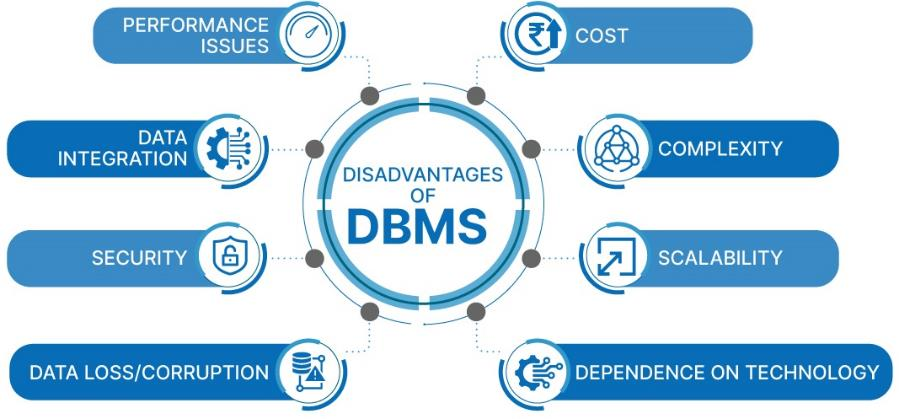 PERFORMANCE
ISSUES
COST
DATA
INTEGRATION
COMPLEXITY
DISADVANTAGES
OF
DBMS
SECURITY
SCALABILITY
DATA LOSS/CORRUPTION
DEPENDENCE ON TECHNOLOGY